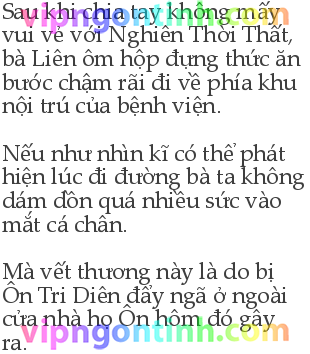 Sau khi chia tay không mấy
vui vẻ với Nghiên Thời Thất,
bà Liên ôm hộp đựng thức ăn
bước chậm rãi đi về phía khu
nội trú của bệnh viện.
Nếu như nhìn kĩ có thể phát
hiện lúc đi đường bà ta không
dám dồn quá nhiều sức vào
mắt cá chân.
Mà vết thương này là do bị
Ôn Tri Diên đẩy ngã ở ngoài
cửa nhà họ Ôn hôm đó gây
ra.
vipngontinh.com
vipngontinh.com